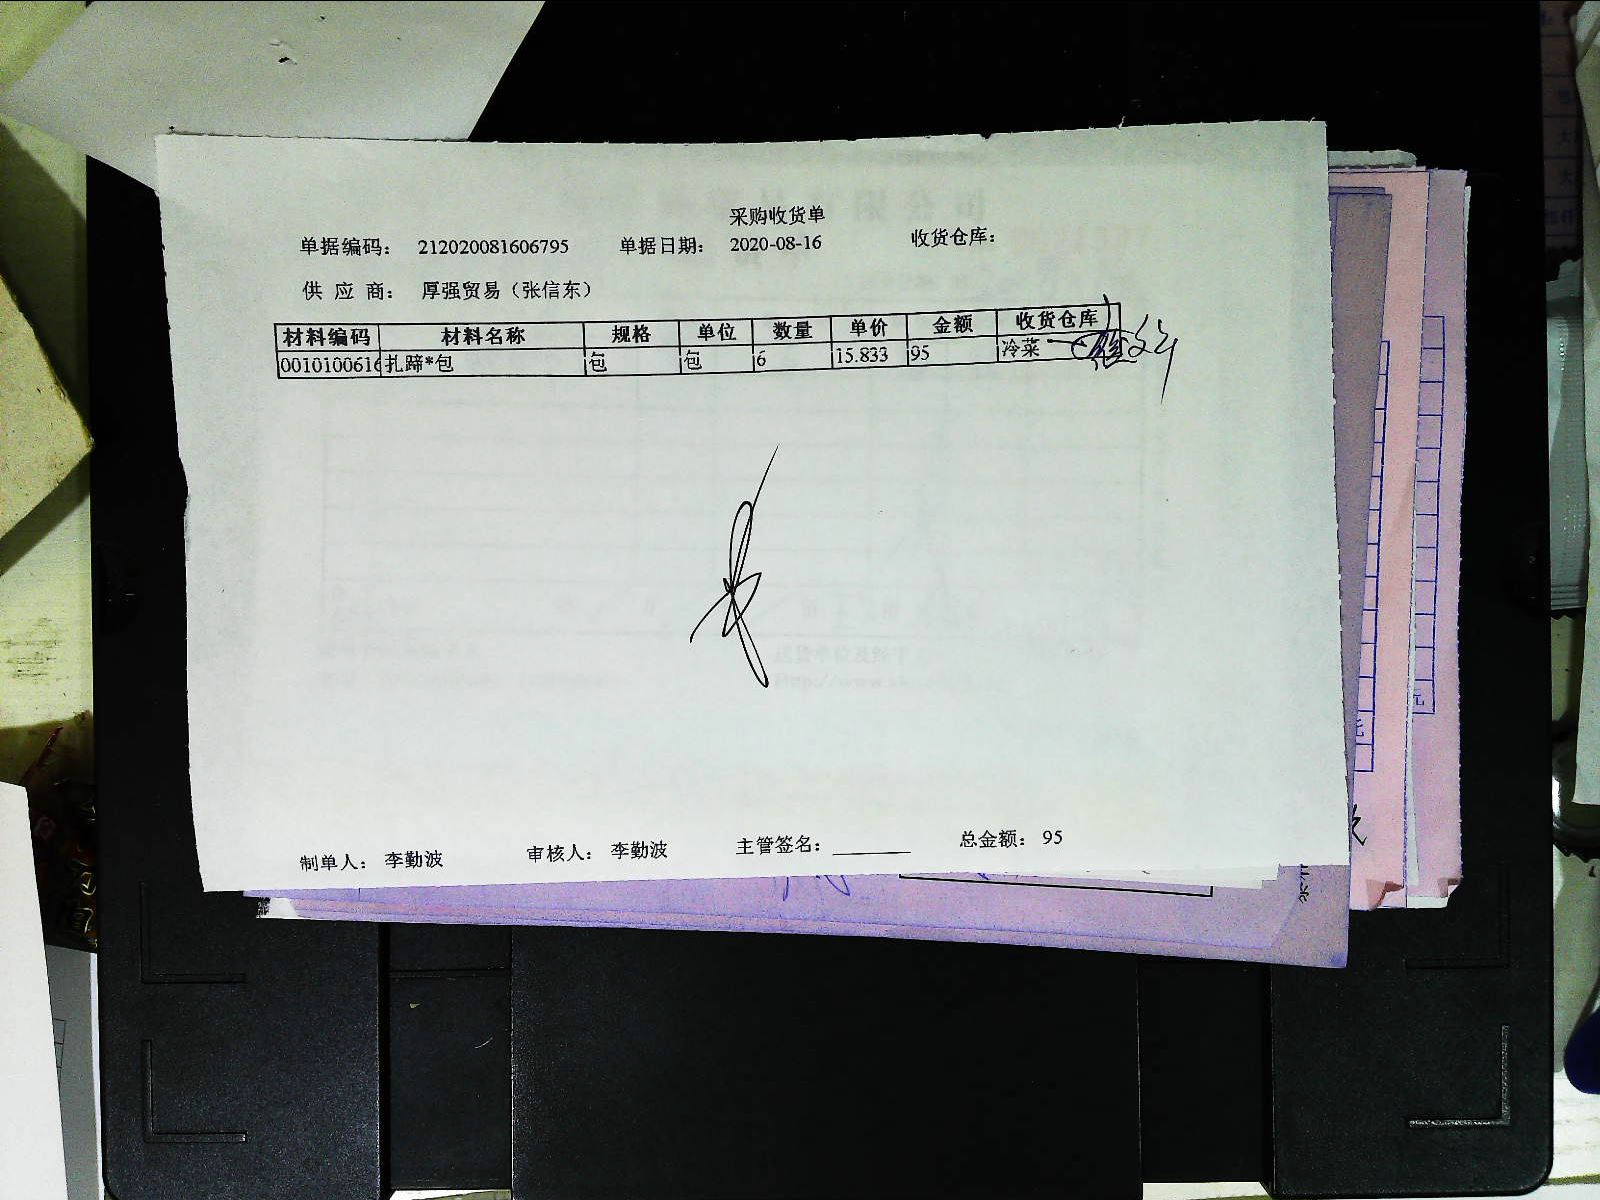 采购收货单
单据编码： 212020081606795 单据日期： 2020-08-16 收货仓库：
供 应 商： 厚强贸易（张信东）
材料编码 材料名称 规格 单位 数量 单价 金额 收货仓库
0010100616 扎蹄*包 包 包 6 15.833 95 冷菜
制单人： 李勤波 审核人： 李勤波 主管签名： 总金额： 95